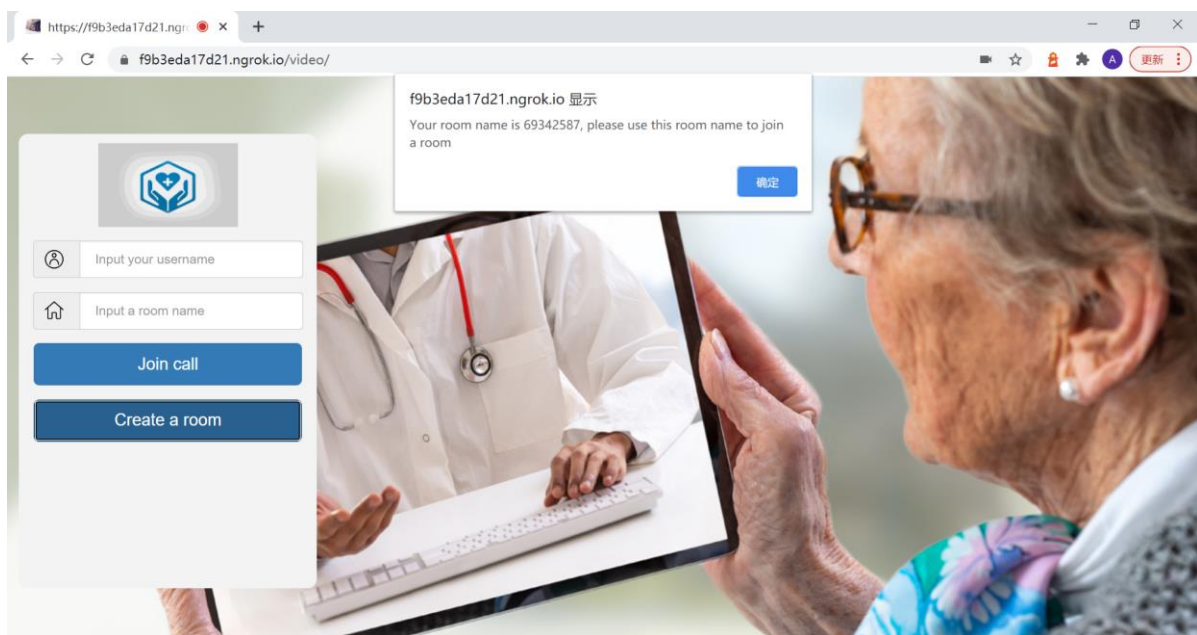 https://f9b3eda17d21.ngro
f9b3eda17d21.ngrok.io/video/
A
更新
f9b3eda17d21.ngrok.io 显示
Your room name is 69342587, please use this room name to join
a room
确定
Input your username
Input a room name
Join call
Create a room